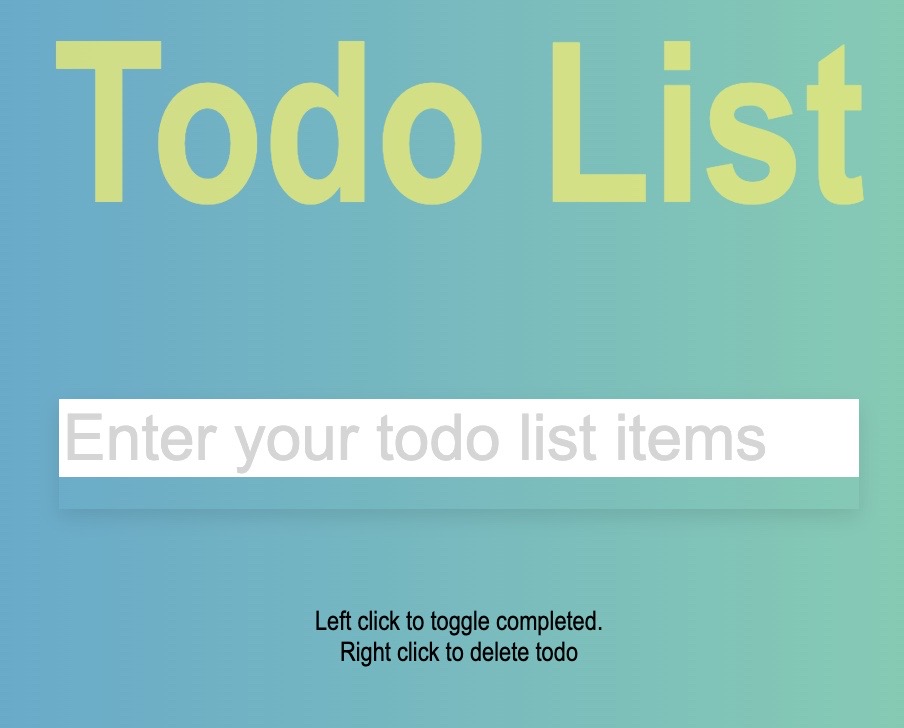 Todo List
Enter your todo list items
Left click to toggle completed.
Right click to delete todo